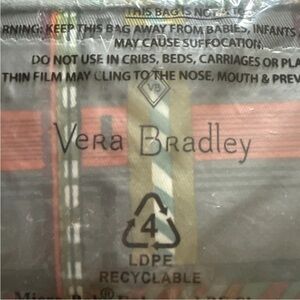 THIS BAG IS NOT A
RNING: KEEP THIS BAG AWAY FROM BABIES, INFANTS
MAY CAUSE SUFFOCATION.
DO NOT USE IN CRIBS, BEDS, CARRIAGES OR PLA
THIN FILM MAY CLING TO THE NOSE, MOUTH & PREV
VB
Vera Bradley
4
LDPE
RECYCLABLE